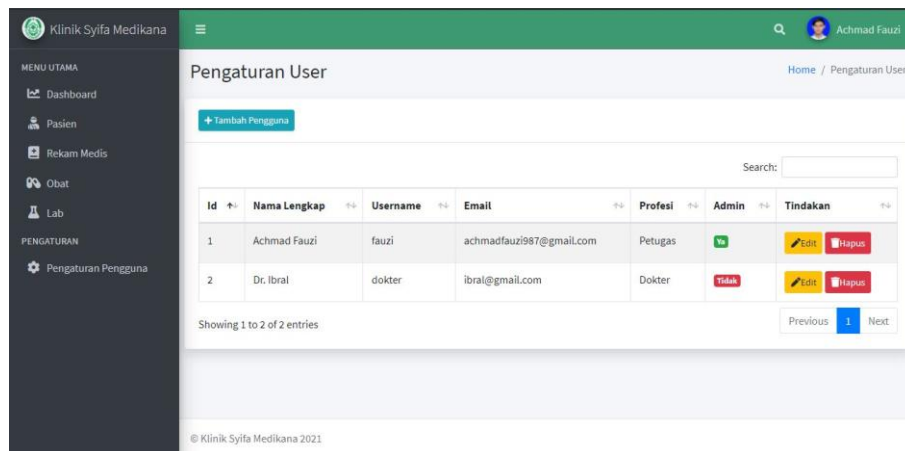 Klinik Syifa Medikana
Achmad Fauzi
MENU UTAMA
Dashboard
Pasien
Rekam Medis
Obat
Lab
PENGATURAN
Pengaturan Pengguna
Pengaturan User
Home / Pengaturan User
+ Tambah Pengguna
Search:
Id Nama Lengkap Username Email Profesi Admin Tindakan
1 Achmad Fauzi fauzi achmadfauzi987@gmail.com Petugas Ya Edit Hapus
2 Dr. Ibral dokter ibral@gmail.com Dokter Tidak Edit Hapus
Showing 1 to 2 of 2 entries
Previous 1 Next
© Klinik Syifa Medikana 2021